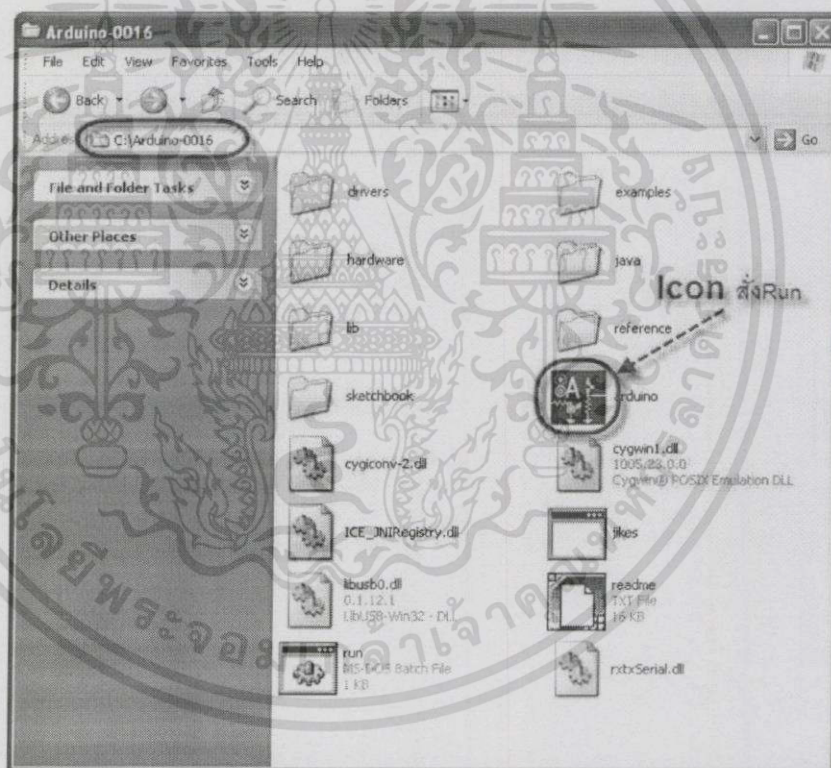 Arduino-0016
File Edit View Favorites Tools Help
Back Search Folders
Address C:\Arduino-0016 Go
File and Folder Tasks
Other Places
Details
drivers
examples
hardware
java
Icon สั่งRun
lib
reference
sketchbook
arduino
cygiconv-2.dll
cygwin1.dll
1005.23.0.0
Cygwin® POSIX Emulation DLL
ICE_JNIRegistry.dll
jikes
libusb0.dll
0.1.12.1
LibUSB-Win32 - DLL
readme
TXT File
16 KB
run
MS-DOS Batch File
1 KB
rxtxSerial.dll